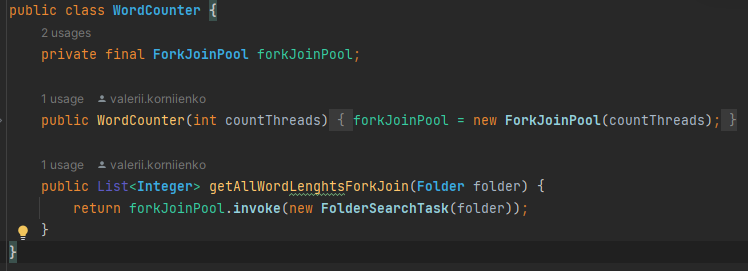 public class WordCounter {
2 usages
private final ForkJoinPool forkJoinPool;
1 usage valerii.korniienko
public WordCounter(int countThreads) { forkJoinPool = new ForkJoinPool(countThreads); }
1 usage valerii.korniienko
public List<Integer> getAllWordLenghtsForkJoin(Folder folder) {
return forkJoinPool.invoke(new FolderSearchTask(folder));
}
}